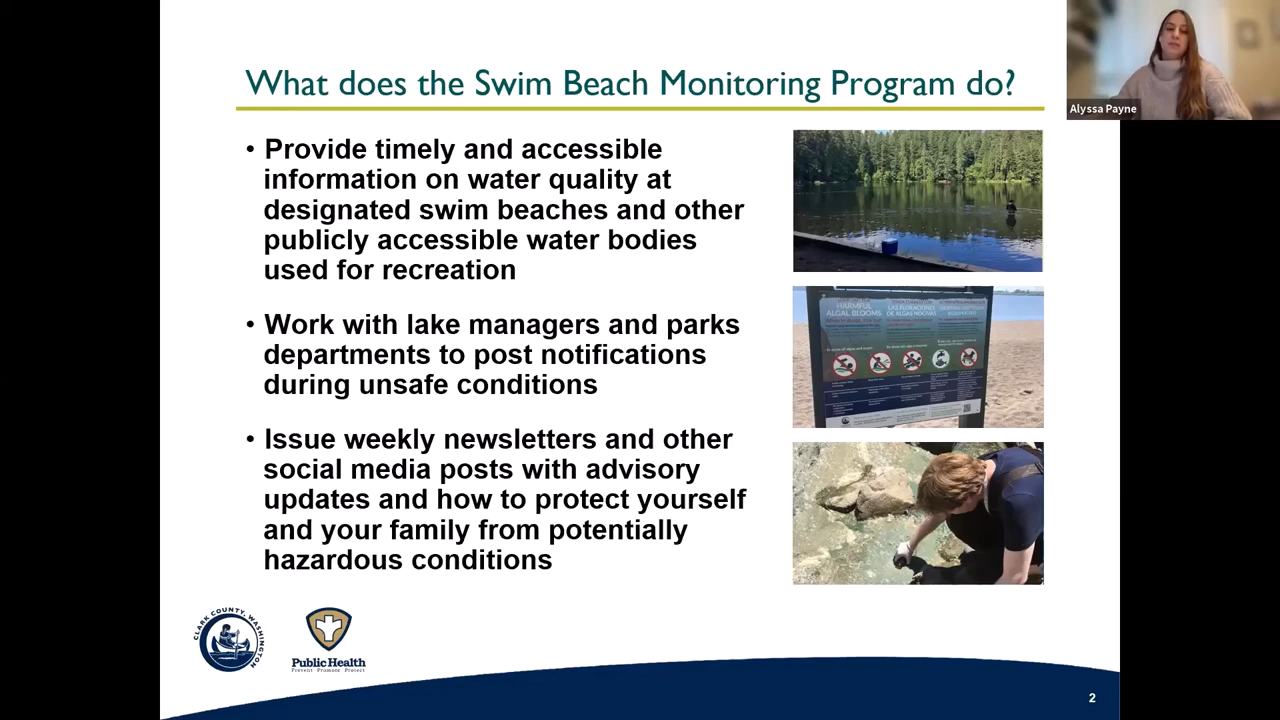 What does the Swim Beach Monitoring Program do?
Alyssa Payne
• Provide timely and accessible
information on water quality at
designated swim beaches and other
publicly accessible water bodies
used for recreation
• Work with lake managers and parks
departments to post notifications
during unsafe conditions
• Issue weekly newsletters and other
social media posts with advisory
updates and how to protect yourself
and your family from potentially
hazardous conditions
HARMFUL
ALGAL BLOOMS
LAS FLORACIONES
DE ALGAS NOCIVAS
CLARK COUNTY, WASHINGTON
Public Health
Prevent Promote Protect
2